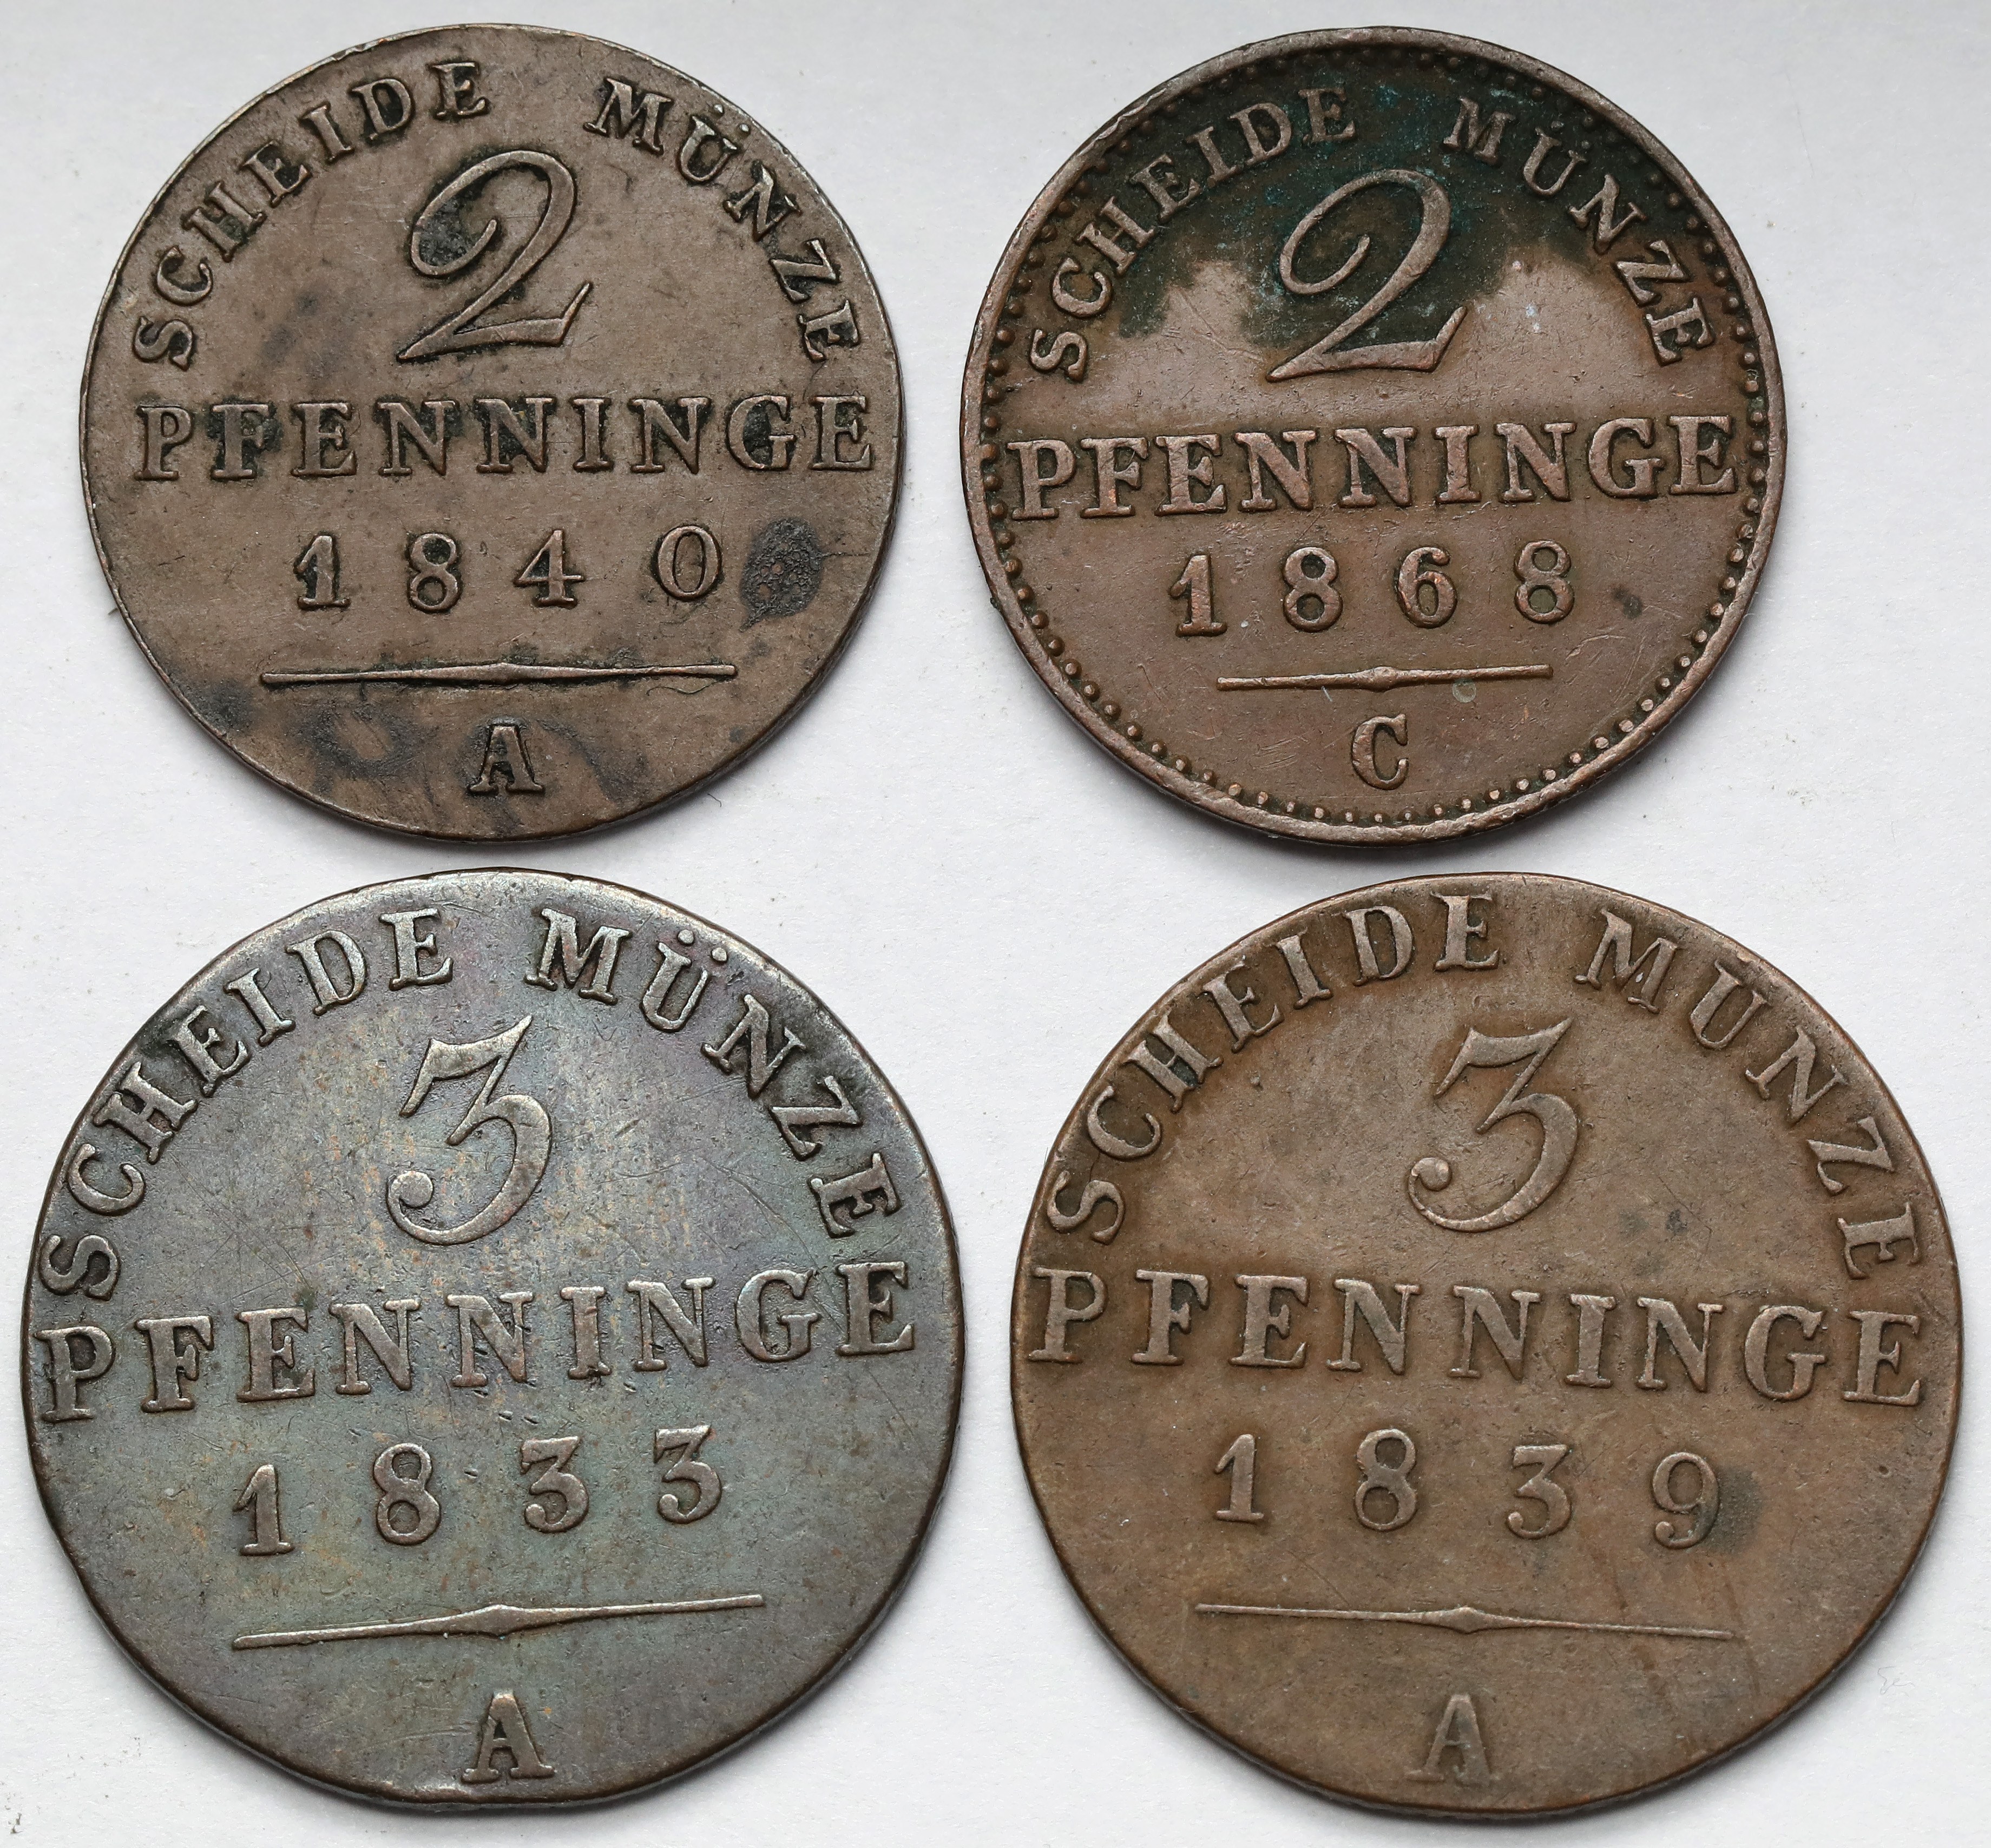 SCHEIDE MÜNZE
2
PFENNINGE
1840
A
SCHEIDE MÜNZE
2
PFENNINGE
1868
C
SCHEIDE MÜNZE
3
PFENNINGE
1833
A
SCHEIDE MUNZE
3
PFENNINGE
1839
A